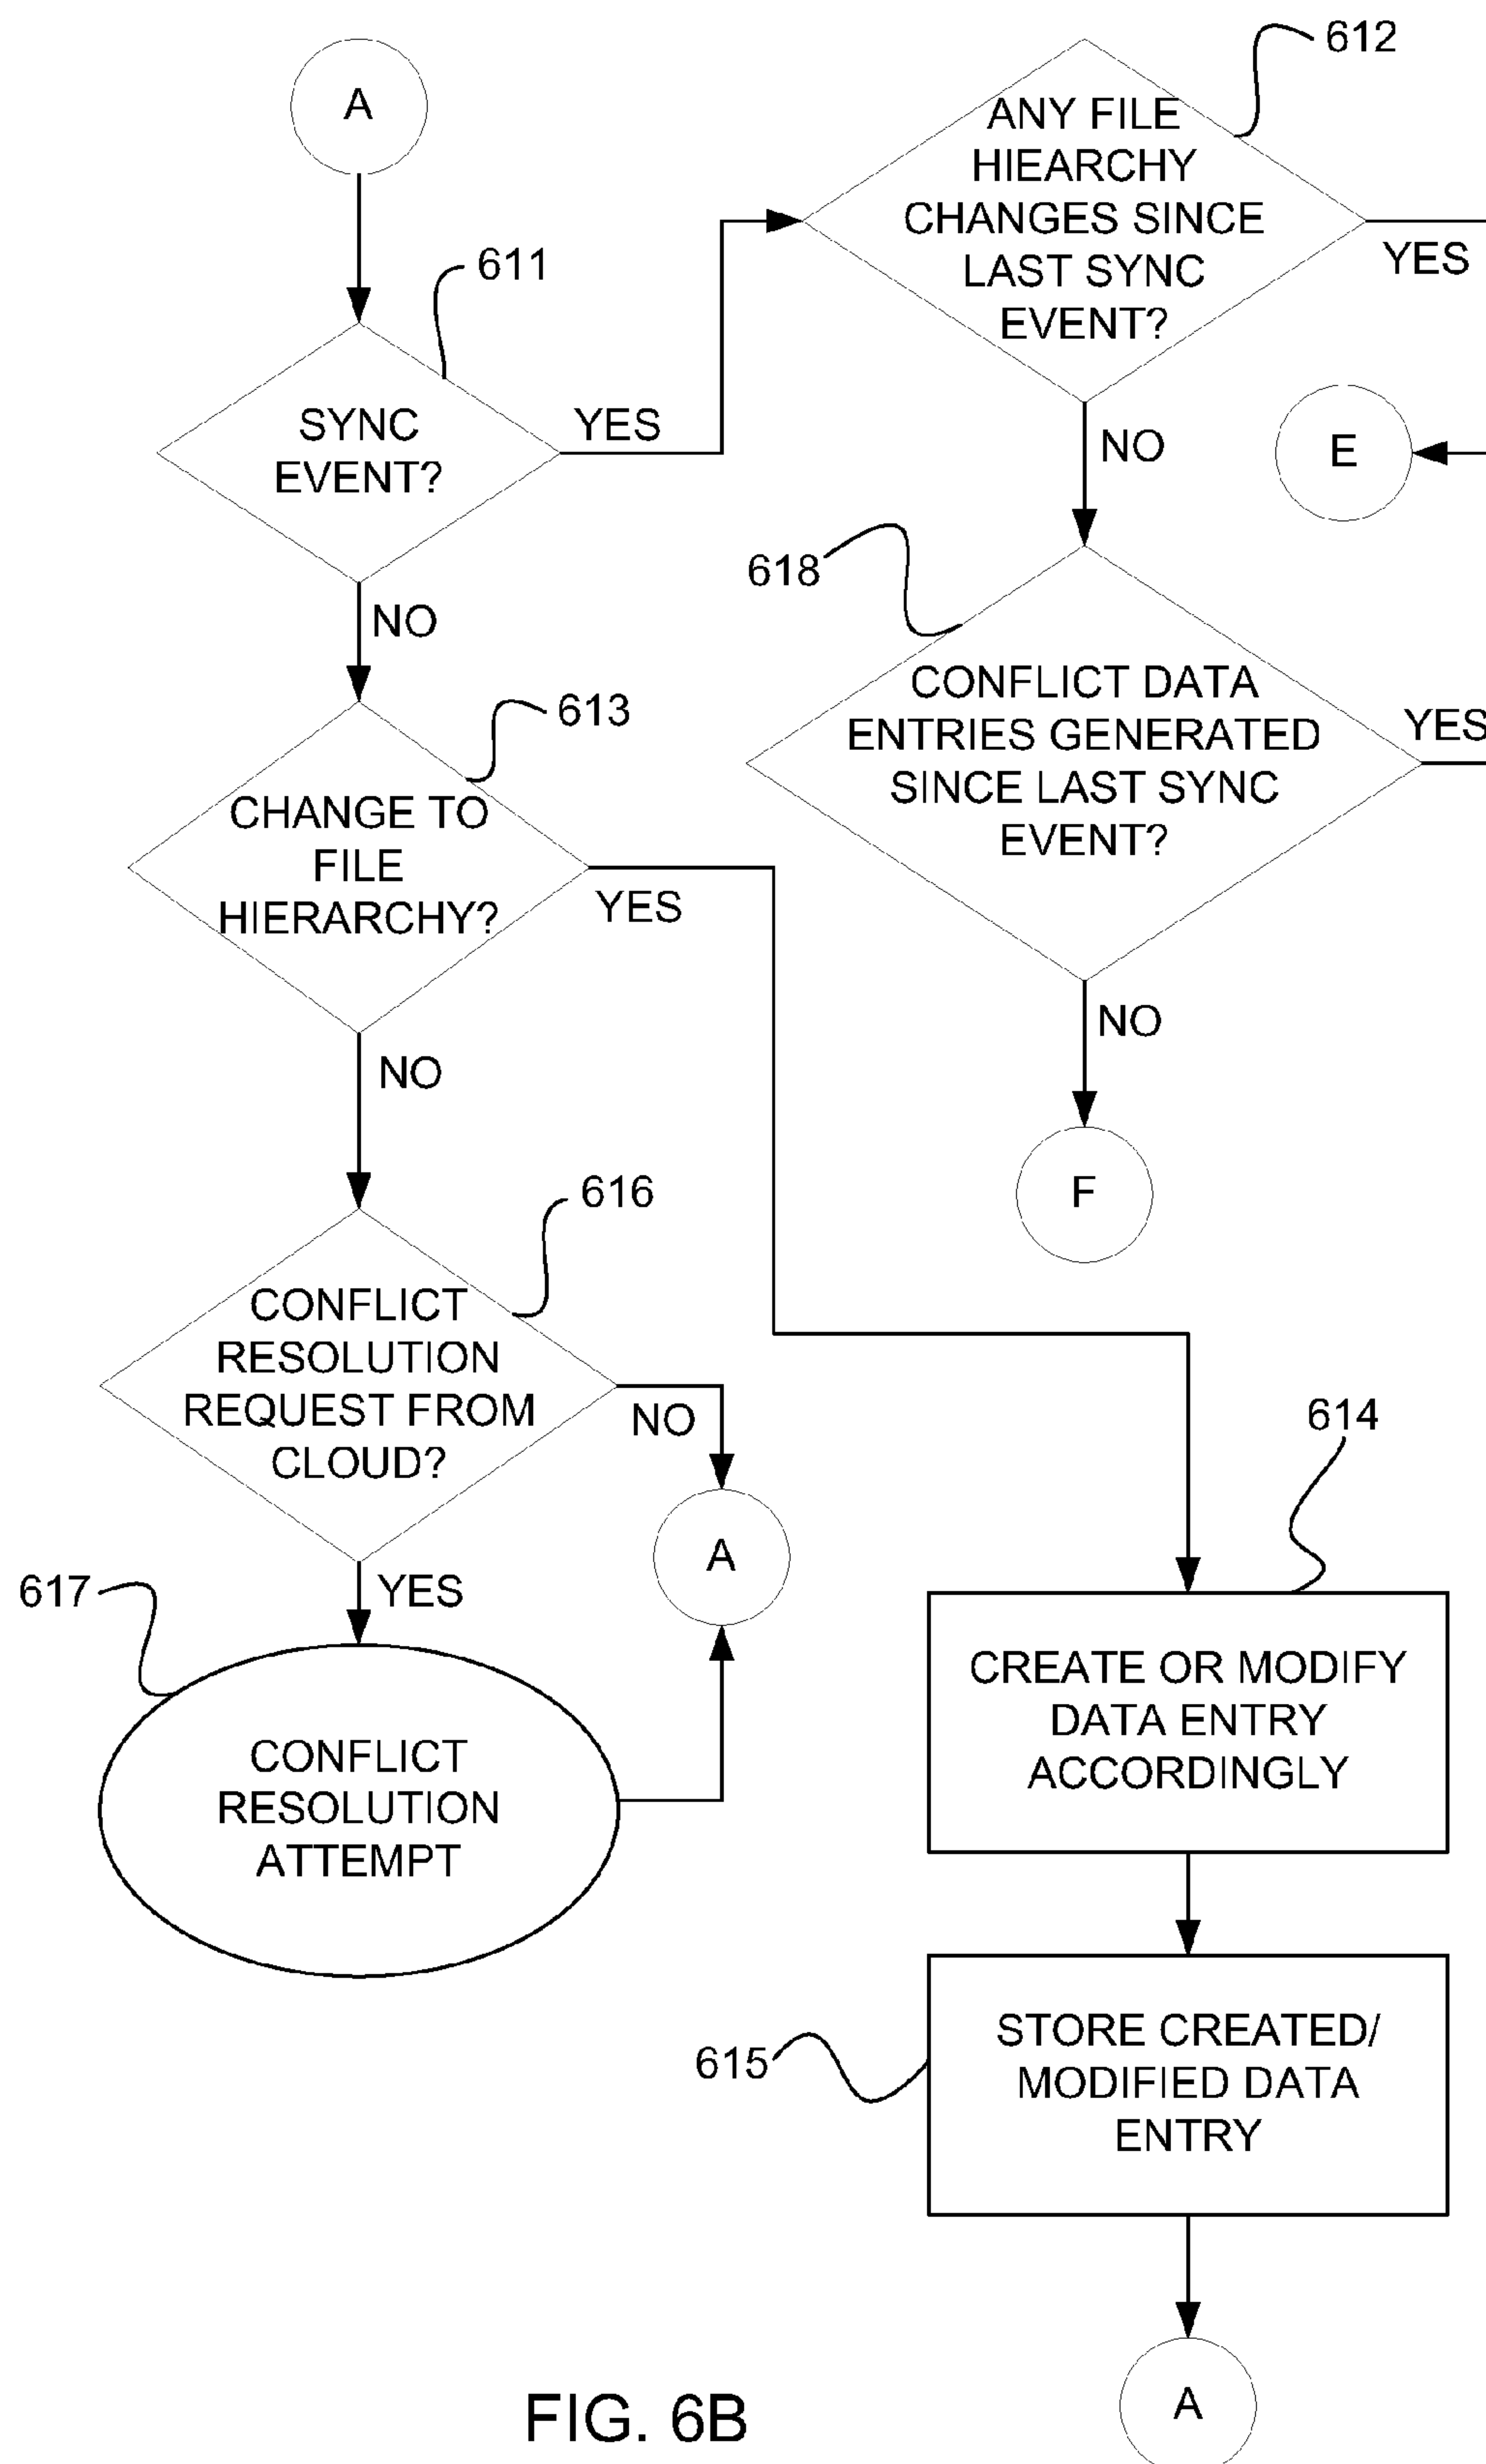 A
611
SYNC
EVENT?
YES
NO
612
ANY FILE
HIEARCHY
CHANGES SINCE
LAST SYNC
EVENT?
YES
NO
E
618
CONFLICT DATA
ENTRIES GENERATED
SINCE LAST SYNC
EVENT?
YES
NO
F
613
CHANGE TO
FILE
HIERARCHY?
YES
NO
616
CONFLICT
RESOLUTION
REQUEST FROM
CLOUD?
NO
A
YES
617
CONFLICT
RESOLUTION
ATTEMPT
614
CREATE OR MODIFY
DATA ENTRY
ACCORDINGLY
615
STORE CREATED/
MODIFIED DATA
ENTRY
A
FIG. 6B